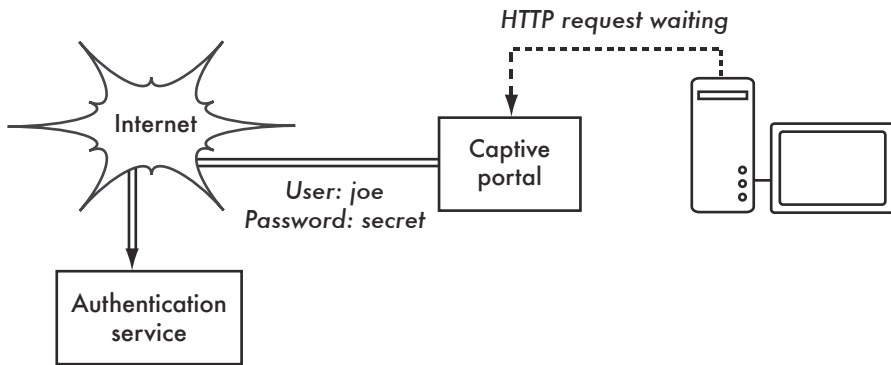 HTTP request waiting
Internet
Captive
portal
User: joe
Password: secret
Authentication
service